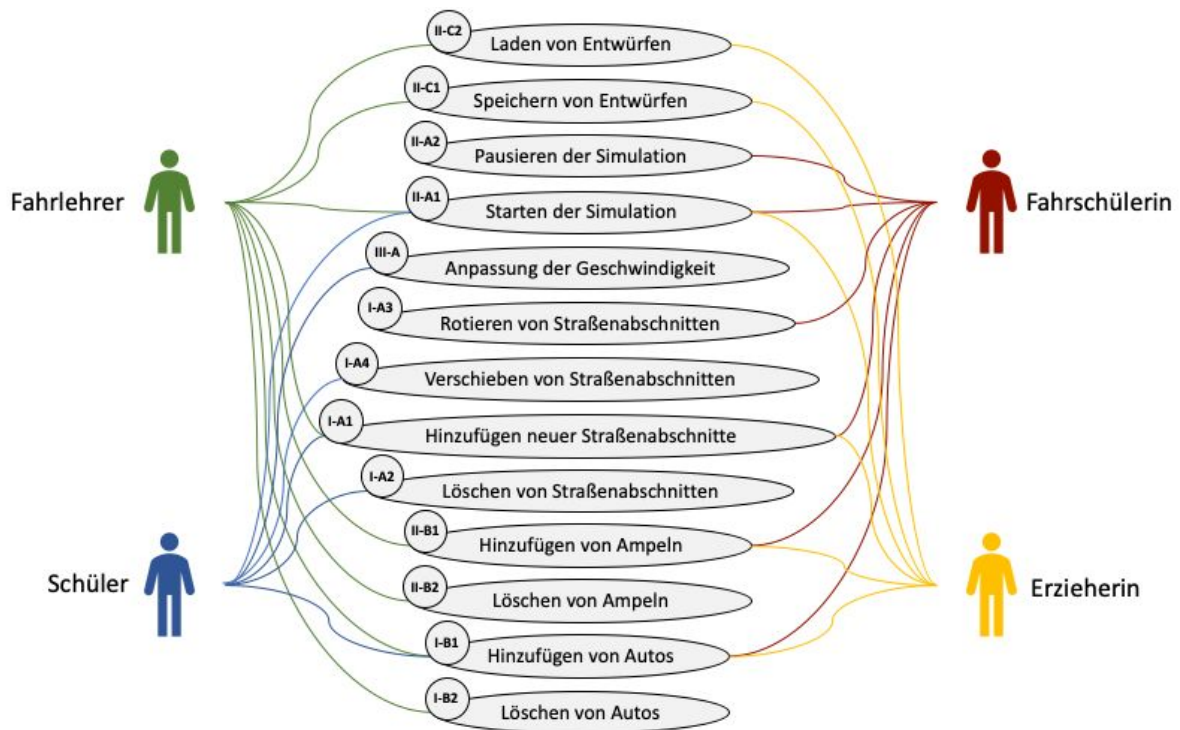 II-C2
Laden von Entwürfen
II-C1
Speichern von Entwürfen
II-A2
Pausieren der Simulation
Fahrlehrer
II-A1
Starten der Simulation
Fahrschülerin
III-A
Anpassung der Geschwindigkeit
I-A3
Rotieren von Straßenabschnitten
I-A4
Verschieben von Straßenabschnitten
I-A1
Hinzufügen neuer Straßenabschnitte
I-A2
Löschen von Straßenabschnitten
II-B1
Hinzufügen von Ampeln
Schüler
II-B2
Löschen von Ampeln
Erzieherin
I-B1
Hinzufügen von Autos
I-B2
Löschen von Autos